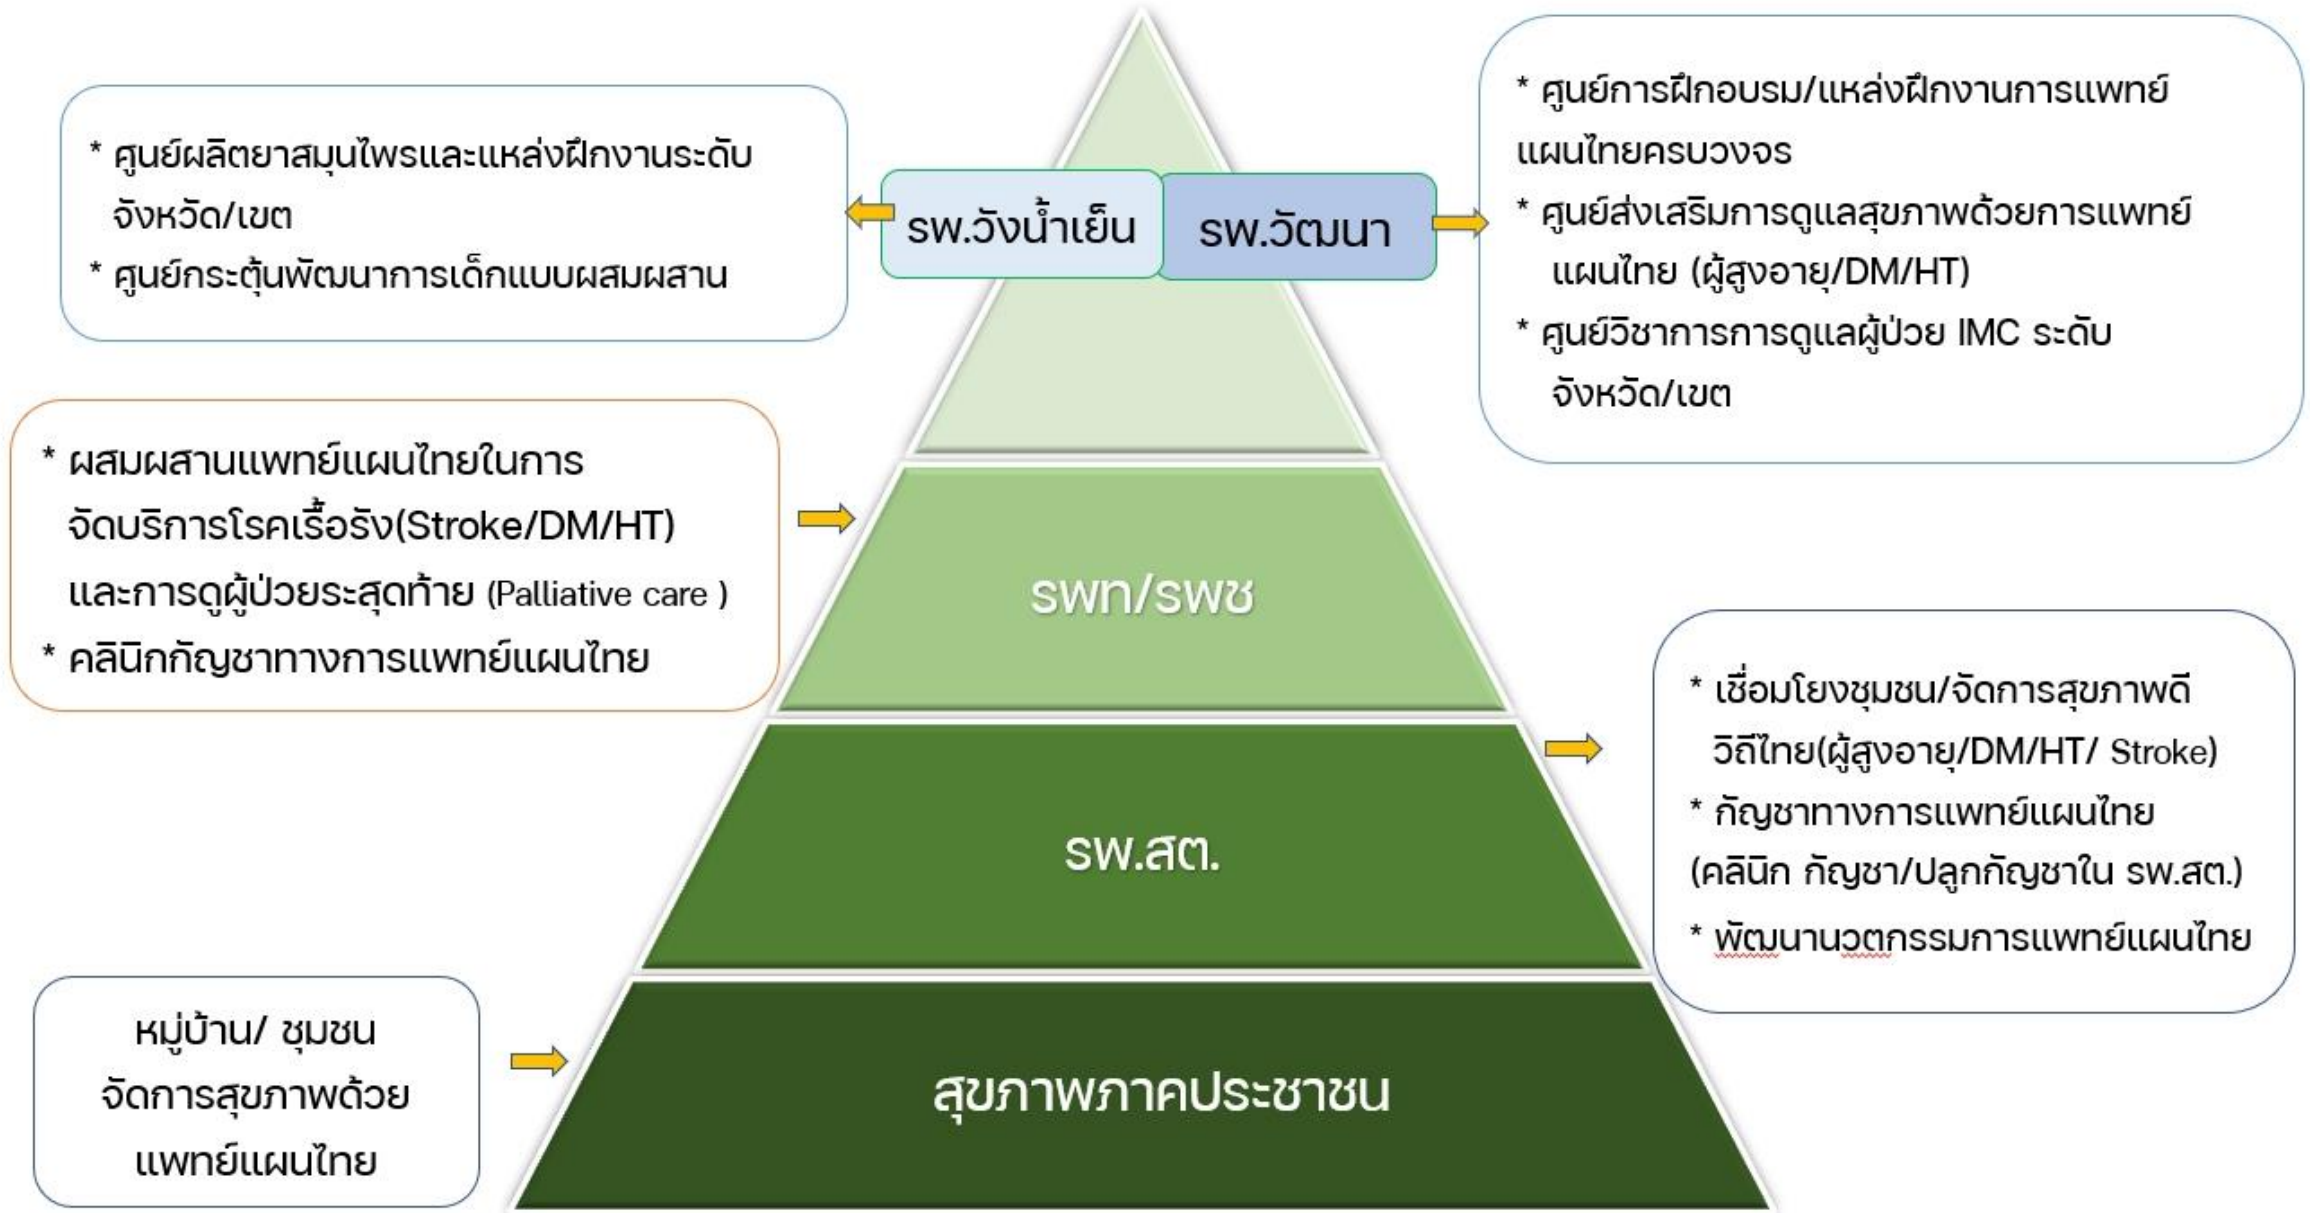 * ศูนย์ผลิตยาสมุนไพรและแหล่งฝึกงานระดับ
จังหวัด/เขต
* ศูนย์กระตุ้นพัฒนาการเด็กแบบผสมผสาน
รพ.วังน้ำเย็น
รพ.วัฒนา
* ศูนย์การฝึกอบรม/แหล่งฝึกงานการแพทย์
แผนไทยครบวงจร
* ศูนย์ส่งเสริมการดูแลสุขภาพด้วยการแพทย์
แผนไทย (ผู้สูงอายุ/DM/HT)
* ศูนย์วิชาการการดูแลผู้ป่วย IMC ระดับ
จังหวัด/เขต
* ผสมผสานแพทย์แผนไทยในการ
จัดบริการโรคเรื้อรัง(Stroke/DM/HT)
และการดูผู้ป่วยระสุดท้าย (Palliative care )
* คลินิกกัญชาทางการแพทย์แผนไทย
รพท/รพช
* เชื่อมโยงชุมชน/จัดการสุขภาพดี
วิถีไทย(ผู้สูงอายุ/DM/HT/ Stroke)
* กัญชาทางการแพทย์แผนไทย
(คลินิก กัญชา/ปลูกกัญชาใน รพ.สต.)
* พัฒนานวตกรรมการแพทย์แผนไทย
รพ.สต.
หมู่บ้าน/ ชุมชน
จัดการสุขภาพด้วย
แพทย์แผนไทย
สุขภาพภาคประชาชน